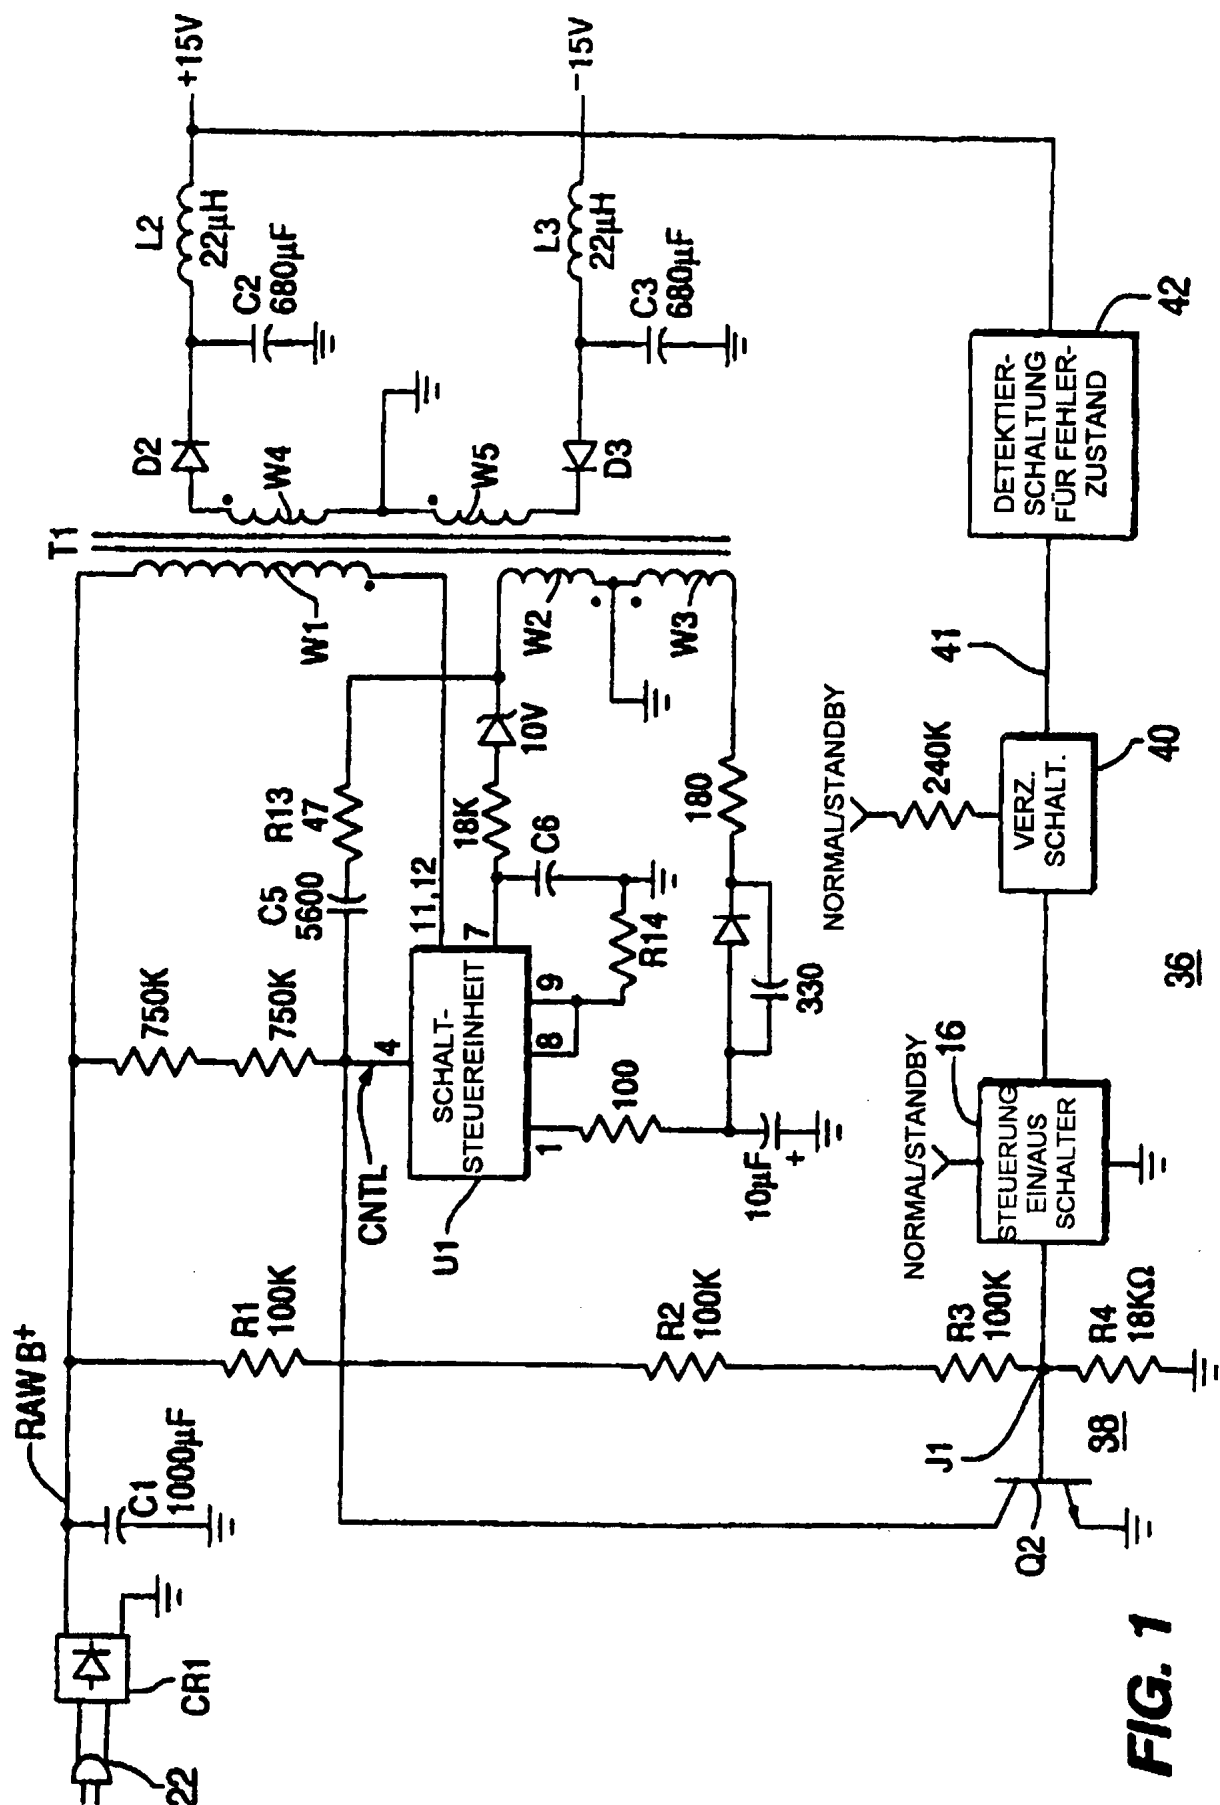 22
CR1
RAW B+
C1
1000µF
R1
100K
R2
100K
R3
100K
R4
18KΩ
J1
38
Q2
750K
750K
CNTL
U1
SCHALT-
STEUEREINHEIT
4
11,12
7
9
8
1
C5
5600
R13
47
18K
10V
C6
R14
100
10µF
+
330
180
W1
W2
W3
T1
W4
W5
D2
D3
C2
680µF
C3
680µF
L2
22µH
L3
22µH
+15V
-15V
NORMAL/STANDBY
16
STEUERUNG
EIN/AUS
SCHALTER
36
NORMAL/STANDBY
240K
VERZ.
SCHALT.
40
41
DETEKTIER-
SCHALTUNG
FÜR FEHLER-
ZUSTAND
42
FIG. 1